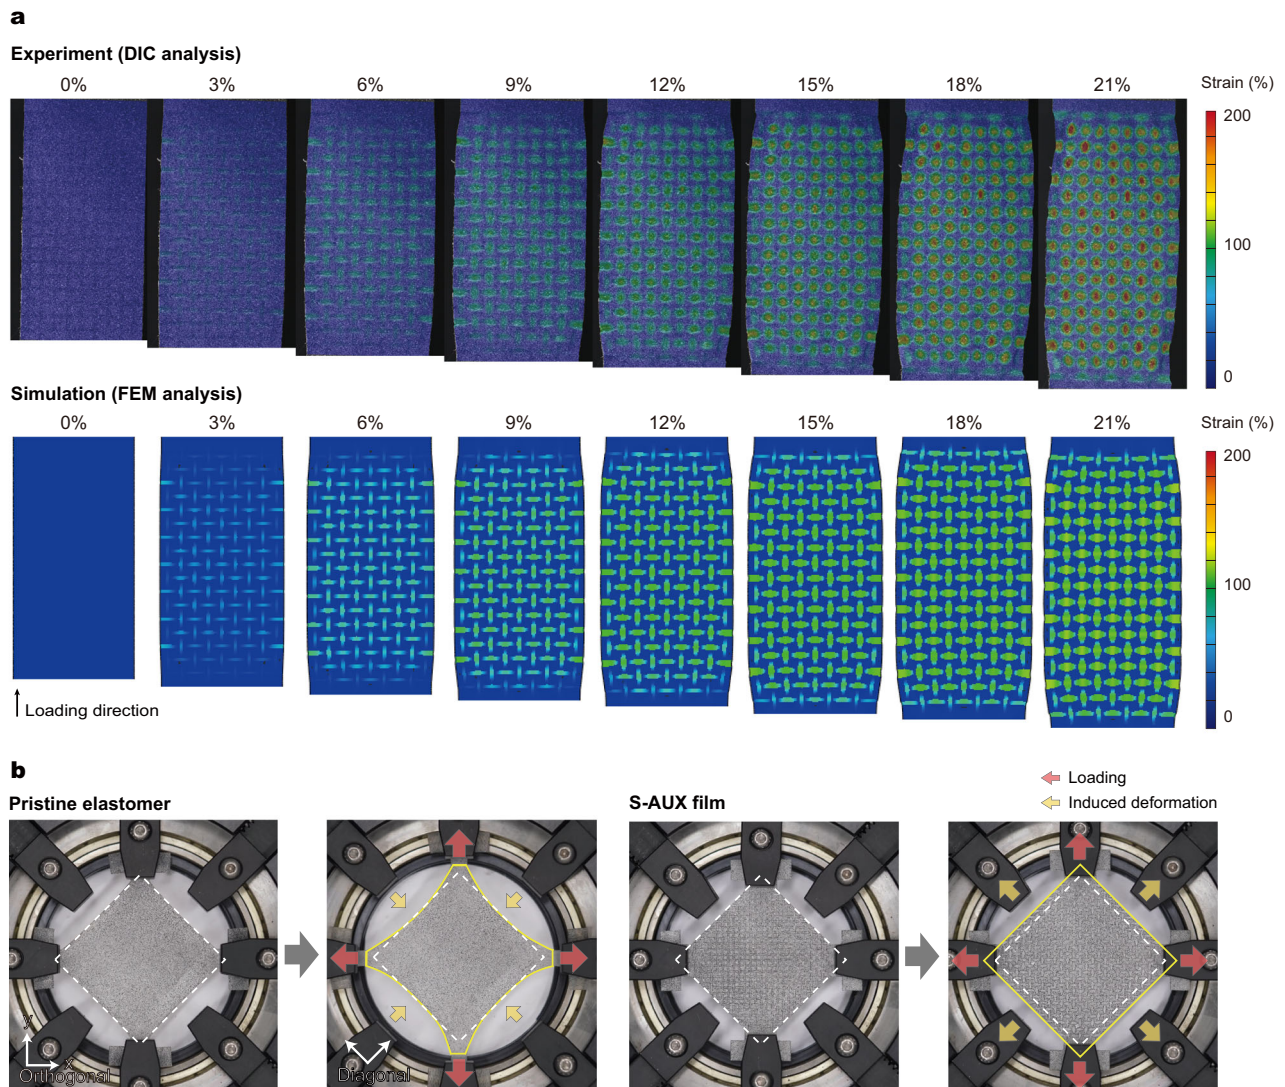 a
Experiment (DIC analysis)
0% 3% 6% 9% 12% 15% 18% 21% Strain (%)
200
100
0
Simulation (FEM analysis)
0% 3% 6% 9% 12% 15% 18% 21% Strain (%)
200
100
0
Loading direction
b
Loading
Pristine elastomer S-AUX film Induced deformation
y
x
Orthogonal Diagonal